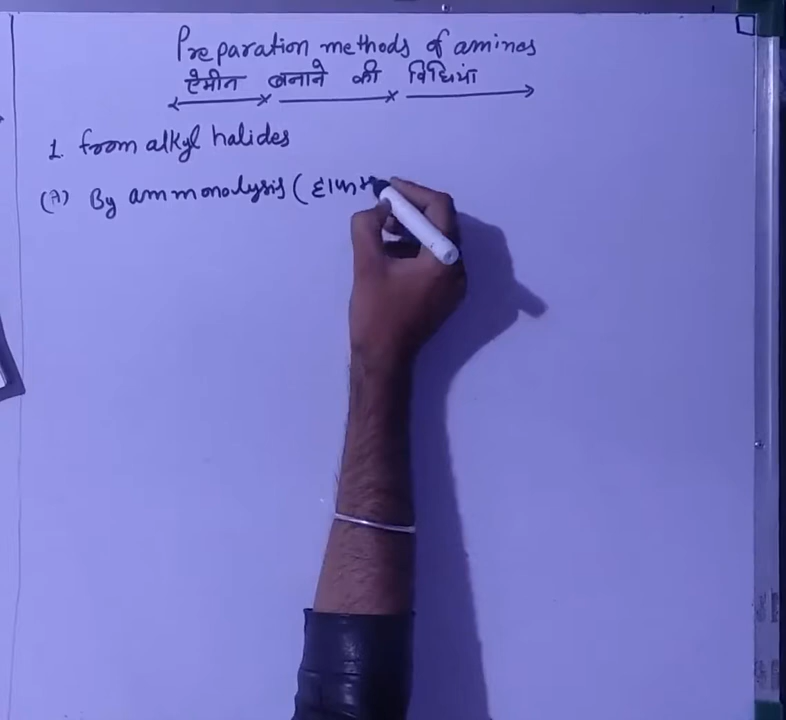 Preparation methods of amines
ऐमीन बनाने की विधियां
1. from alkyl halides
(A) By ammonolysis (